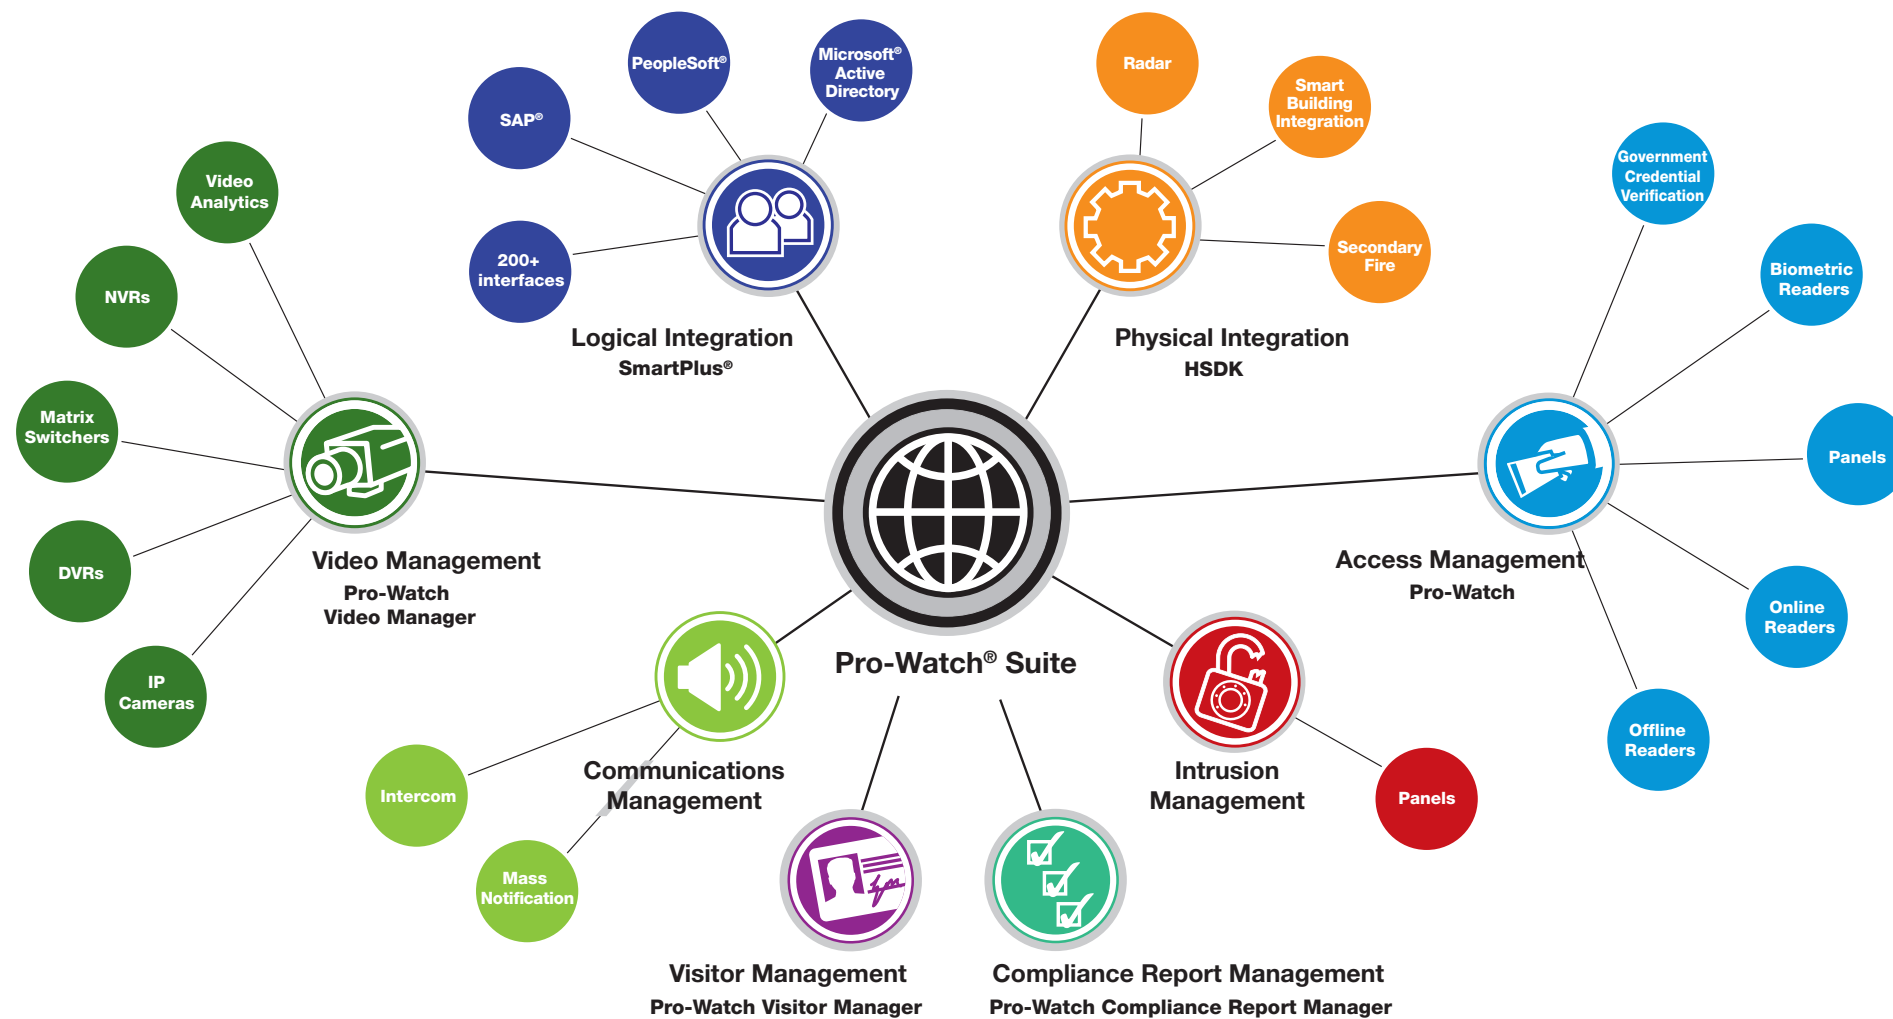 PeopleSoft®
Microsoft®
Active
Directory
SAP®
200+
interfaces
Logical Integration
SmartPlus®
Radar
Smart
Building
Integration
Secondary
Fire
Physical Integration
HSDK
Video
Analytics
NVRs
Matrix
Switchers
DVRs
IP
Cameras
Video Management
Pro-Watch
Video Manager
Government
Credential
Verification
Biometric
Readers
Panels
Online
Readers
Offline
Readers
Access Management
Pro-Watch
Pro-Watch® Suite
Intercom
Mass
Notification
Communications
Management
Intrusion
Management
Panels
Visitor Management
Pro-Watch Visitor Manager
Compliance Report Management
Pro-Watch Compliance Report Manager